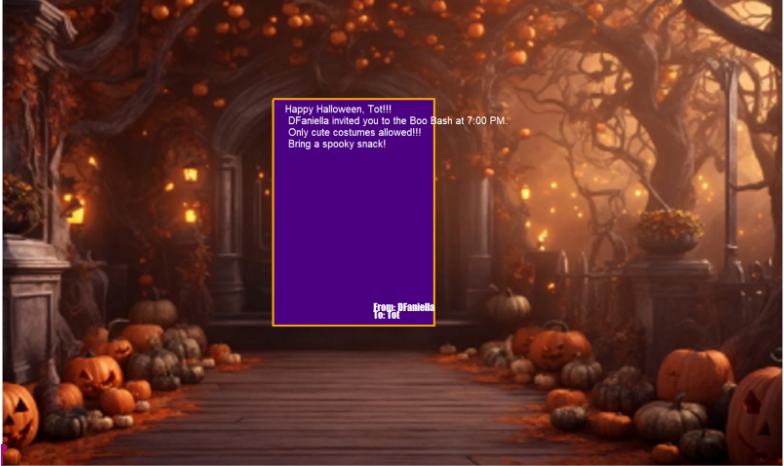 Happy Halloween, Tot!!!
DFaniella invited you to the Boo Bash at 7:00 PM.
Only cute costumes allowed!!!
Bring a spooky snack!
From: DFaniella
To: Tot